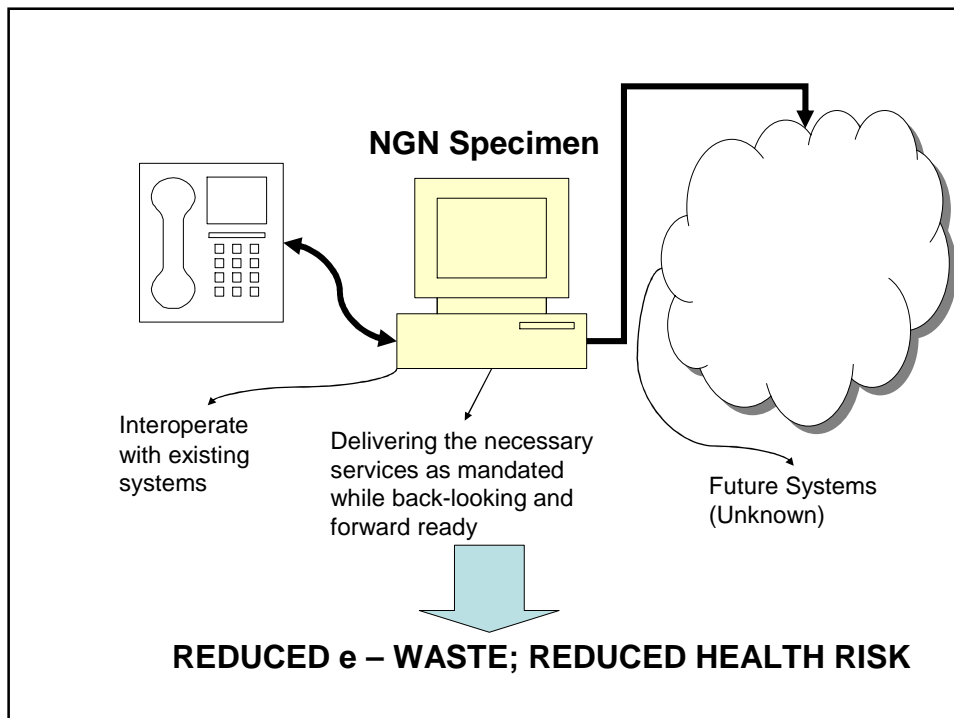 NGN Specimen
Interoperate
with existing
systems
Delivering the necessary
services as mandated
while back-looking and
forward ready
Future Systems
(Unknown)
REDUCED e – WASTE; REDUCED HEALTH RISK